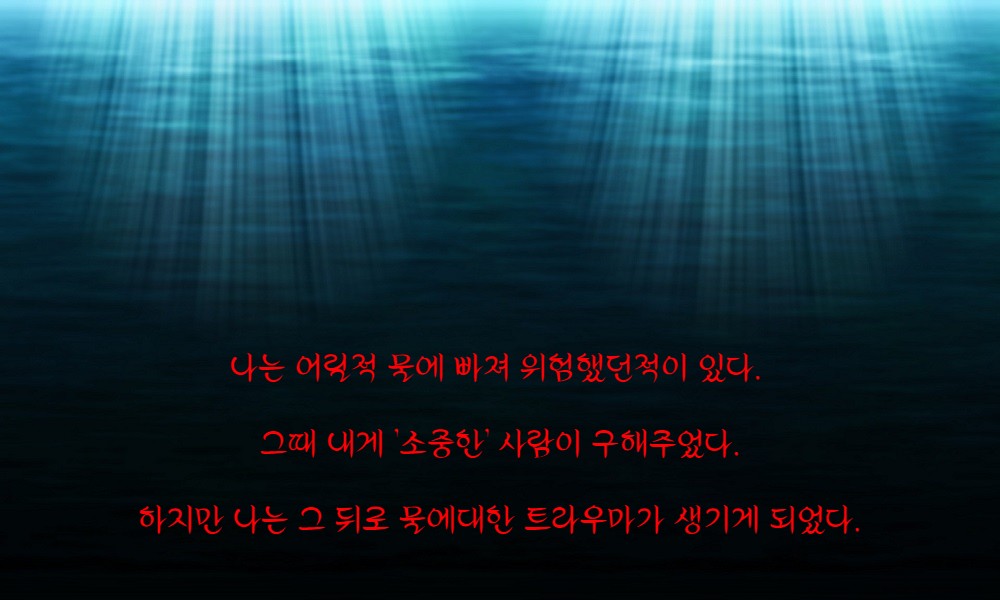 나는 어릴적 물에 빠져 위험했던적이 있다.
그때 내게 '소중한' 사람이 구해주었다.
하지만 나는 그 뒤로 물에대한 트라우마가 생기게 되었다.